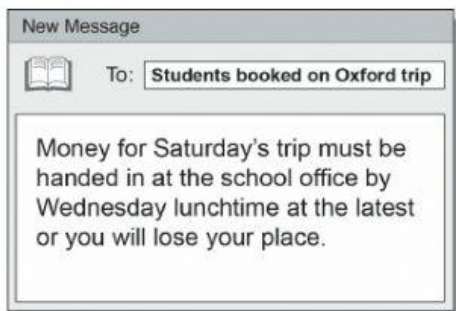 New Message
To: Students booked on Oxford trip
Money for Saturday's trip must be
handed in at the school office by
Wednesday lunchtime at the latest
or you will lose your place.